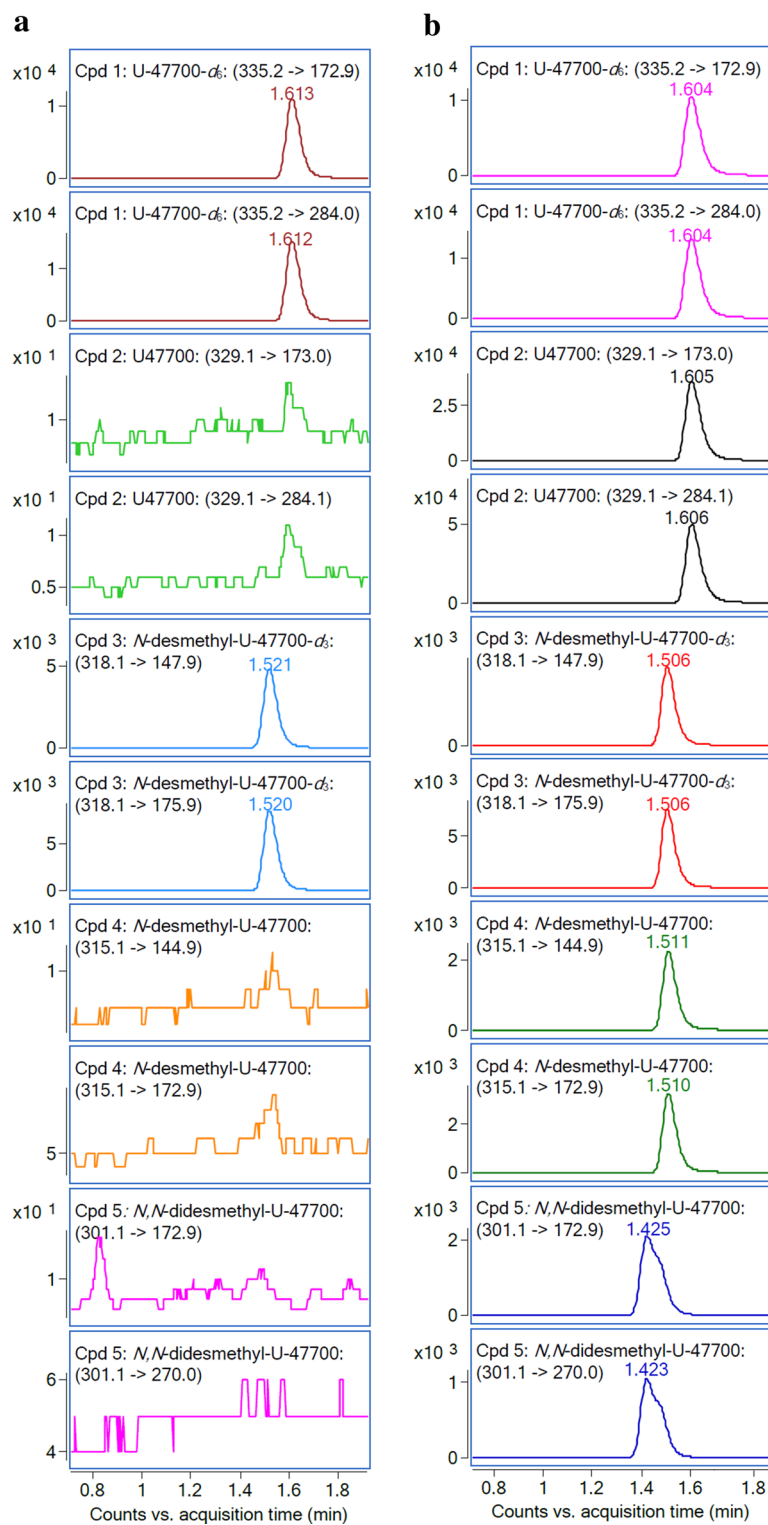 a
x10 4
Cpd 1: U-47700-d6: (335.2 -> 172.9)
1.613
1
0
x10 4
Cpd 1: U-47700-d6: (335.2 -> 284.0)
1.612
1
0
x10 1
Cpd 2: U47700: (329.1 -> 173.0)
1
x10 1
Cpd 2: U47700: (329.1 -> 284.1)
1
0.5
x10 3
Cpd 3: N-desmethyl-U-47700-d3:
(318.1 -> 147.9)
1.521
5
0
x10 3
Cpd 3: N-desmethyl-U-47700-d3:
(318.1 -> 175.9)
1.520
5
0
x10 1
Cpd 4: N-desmethyl-U-47700:
(315.1 -> 144.9)
1
Cpd 4: N-desmethyl-U-47700:
(315.1 -> 172.9)
5
x10 1
Cpd 5: N,N-didesmethyl-U-47700:
(301.1 -> 172.9)
1
Cpd 5: N,N-didesmethyl-U-47700:
(301.1 -> 270.0)
6
4
0.8 1 1.2 1.4 1.6 1.8
Counts vs. acquisition time (min)
b
x10 4
Cpd 1: U-47700-d6: (335.2 -> 172.9)
1.604
1
0
x10 4
Cpd 1: U-47700-d6: (335.2 -> 284.0)
1.604
1
0
x10 4
Cpd 2: U47700: (329.1 -> 173.0)
1.605
2.5
0
x10 4
Cpd 2: U47700: (329.1 -> 284.1)
1.606
5
0
x10 3
Cpd 3: N-desmethyl-U-47700-d3:
(318.1 -> 147.9)
1.506
0
x10 3
Cpd 3: N-desmethyl-U-47700-d3:
(318.1 -> 175.9)
1.506
5
0
x10 3
Cpd 4: N-desmethyl-U-47700:
(315.1 -> 144.9)
1.511
2
0
x10 3
Cpd 4: N-desmethyl-U-47700:
(315.1 -> 172.9)
1.510
2
0
x10 3
Cpd 5: N,N-didesmethyl-U-47700:
(301.1 -> 172.9)
1.425
2
0
x10 3
Cpd 5: N,N-didesmethyl-U-47700:
(301.1 -> 270.0)
1.423
1
0
0.8 1 1.2 1.4 1.6 1.8
Counts vs. acquisition time (min)